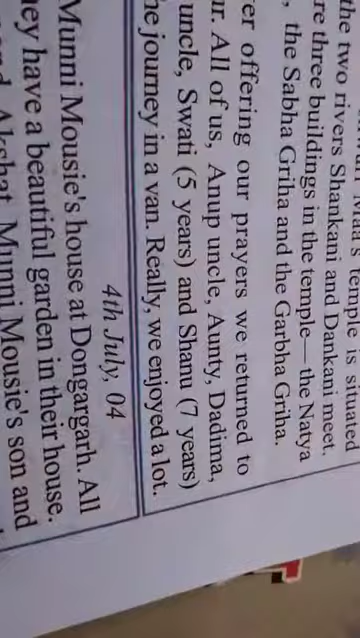 Maa's temple is situated
the two rivers Shankani and Dankani meet.
re three buildings in the temple—the Natya
, the Sabha Griha and the Garbha Griha.
er offering our prayers we returned to
ur. All of us, Anup uncle, Aunty, Dadima,
uncle, Swati (5 years) and Shanu (7 years)
he journey in a van. Really, we enjoyed a lot.
4th July, 04
Munni Mousie's house at Dongargarh. All
hey have a beautiful garden in their house.
and Akshat, Munni Mousie's son and